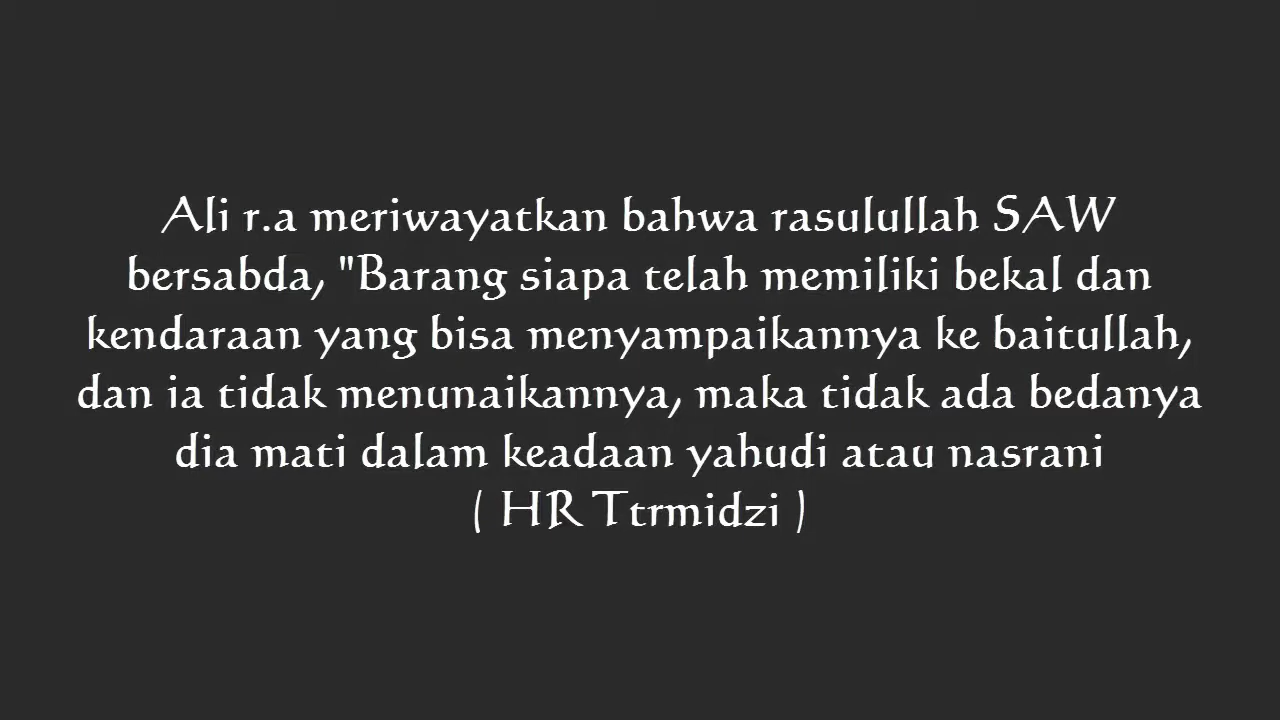 Ali r.a meriwayatkan bahwa rasulullah SAW
bersabda, "Barang siapa telah memiliki bekal dan
kendaraan yang bisa menyampaikannya ke baitullah,
dan ia tidak menunaikannya, maka tidak ada bedanya
dia mati dalam keadaan yahudi atau nasrani
( HR Ttrmidzi )